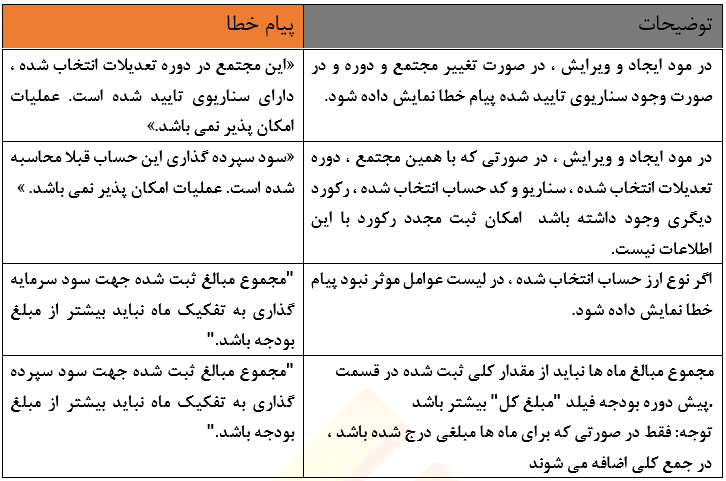 توضیحات
پیام خطا
در مود ایجاد و ویرایش ، در صورت تغییر مجتمع و دوره و در
صورت وجود سناریوی تایید شده پیام خطا نمایش داده شود.
«این مجتمع در دوره تعدیلات انتخاب شده ،
دارای سناریوی تایید شده است. عملیات
امکان پذیر نمی باشد.»
در مود ایجاد و ویرایش ، در صورتی که با همین مجتمع ، دوره
تعدیلات انتخاب شده ، سناریو و کد حساب انتخاب شده ، رکورد
دیگری وجود داشته باشد امکان ثبت مجدد رکورد با این
اطلاعات نیست.
«سود سپرده گذاری این حساب قبلا محاسبه
شده است. عملیات امکان پذیر نمی باشد. »
اگر نوع ارز حساب انتخاب شده ، در لیست عوامل موثر نبود پیام
خطا نمایش داده شود.
"مجموع مبالغ ثبت شده جهت سود سرمایه
گذاری به تفکیک ماه نباید بیشتر از مبلغ
بودجه باشد."
مجموع مبالغ ماه ها نباید از مقدار کلی ثبت شده در قسمت
.پیش دوره بودجه فیلد "مبلغ کل" بیشتر باشد
توجه: فقط در صورتی که برای ماه ها مبلغی درج شده باشد ،
در جمع کلی اضافه می شوند
"مجموع مبالغ ثبت شده جهت سود سپرده
گذاری به تفکیک ماه نباید بیشتر از مبلغ
بودجه باشد."